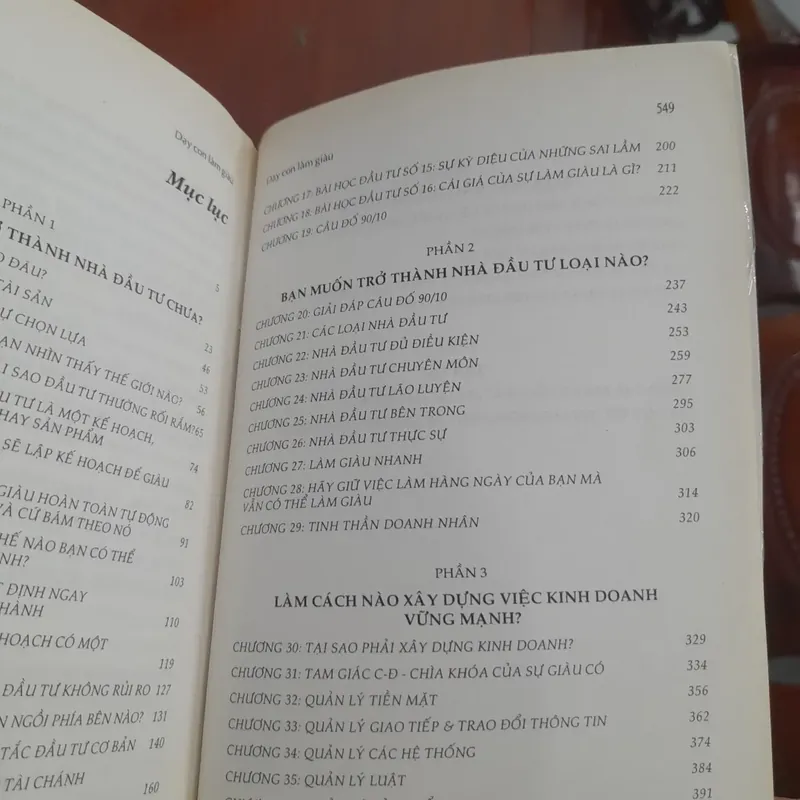 Dạy con làm giàu
Mục lục
PHẦN 1
THÀNH NHÀ ĐẦU TƯ CHƯA?
5
ĐÂU?
TÀI SẢN
23
CHỌN LỰA
46
NHÌN THẤY THẾ GIỚI NÀO?
53
SAO ĐẦU TƯ THƯỜNG RỐI RẮM?
56
TƯ LÀ MỘT KẾ HOẠCH, 65
HAY SẢN PHẨM
SẼ LẬP KẾ HOẠCH ĐỂ GIÀU
74
GIÀU HOÀN TOÀN TỰ ĐỘNG 82
VÀ CỨ BÁM THEO NÓ
91
THẾ NÀO BẠN CÓ THỂ
103
ĐỊNH NGAY
THÀNH
110
HOẠCH CÓ MỘT
119
ĐẦU TƯ KHÔNG RỦI RO 127
NGỒI PHÍA BÊN NÀO? 131
TẮC ĐẦU TƯ CƠ BẢN 140
TÀI CHÁNH 160
549
Dạy con làm giàu
CHƯƠNG 17: BÀI HỌC ĐẦU TƯ SỐ 15: SỰ KỲ DIỆU CỦA NHỮNG SAI LẦM 200
CHƯƠNG 18: BÀI HỌC ĐẦU TƯ SỐ 16: CÁI GIÁ CỦA SỰ LÀM GIÀU LÀ GÌ? 211
CHƯƠNG 19: CÂU ĐỐ 90/10 222
PHẦN 2
BẠN MUỐN TRỞ THÀNH NHÀ ĐẦU TƯ LOẠI NÀO?
CHƯƠNG 20: GIẢI ĐÁP CÂU ĐỐ 90/10 237
CHƯƠNG 21: CÁC LOẠI NHÀ ĐẦU TƯ 243
CHƯƠNG 22: NHÀ ĐẦU TƯ ĐỦ ĐIỀU KIỆN 253
CHƯƠNG 23: NHÀ ĐẦU TƯ CHUYÊN MÔN 259
CHƯƠNG 24: NHÀ ĐẦU TƯ LÃO LUYỆN 277
CHƯƠNG 25: NHÀ ĐẦU TƯ BÊN TRONG 295
CHƯƠNG 26: NHÀ ĐẦU TƯ THỰC SỰ 303
CHƯƠNG 27: LÀM GIÀU NHANH 306
CHƯƠNG 28: HÃY GIỮ VIỆC LÀM HÀNG NGÀY CỦA BẠN MÀ
VẪN CÓ THỂ LÀM GIÀU 314
CHƯƠNG 29: TINH THẦN DOANH NHÂN 320
PHẦN 3
LÀM CÁCH NÀO XÂY DỰNG VIỆC KINH DOANH
VỮNG MẠNH?
CHƯƠNG 30: TẠI SAO PHẢI XÂY DỰNG KINH DOANH? 329
CHƯƠNG 31: TAM GIÁC C-Đ - CHÌA KHÓA CỦA SỰ GIÀU CÓ 334
CHƯƠNG 32: QUẢN LÝ TIỀN MẶT 356
CHƯƠNG 33: QUẢN LÝ GIAO TIẾP & TRAO ĐỔI THÔNG TIN 362
CHƯƠNG 34: QUẢN LÝ CÁC HỆ THỐNG 374
CHƯƠNG 35: QUẢN LÝ LUẬT 384
391